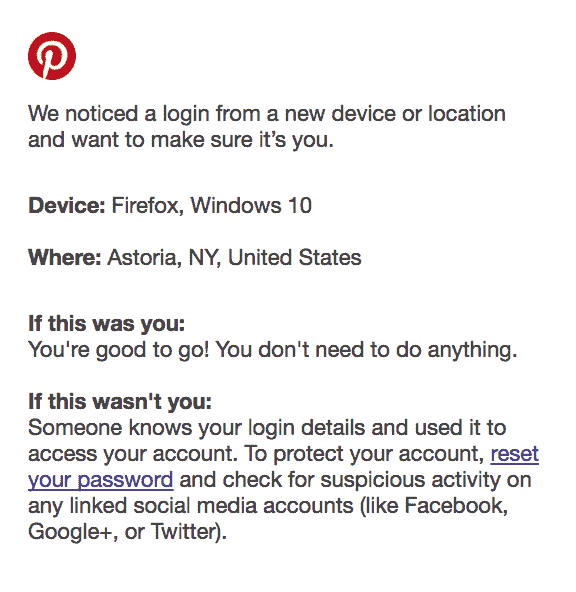 We noticed a login from a new device or location
and want to make sure it’s you.
Device: Firefox, Windows 10
Where: Astoria, NY, United States
If this was you:
You're good to go! You don't need to do anything.
If this wasn't you:
Someone knows your login details and used it to
access your account. To protect your account, reset
your password and check for suspicious activity on
any linked social media accounts (like Facebook,
Google+, or Twitter).